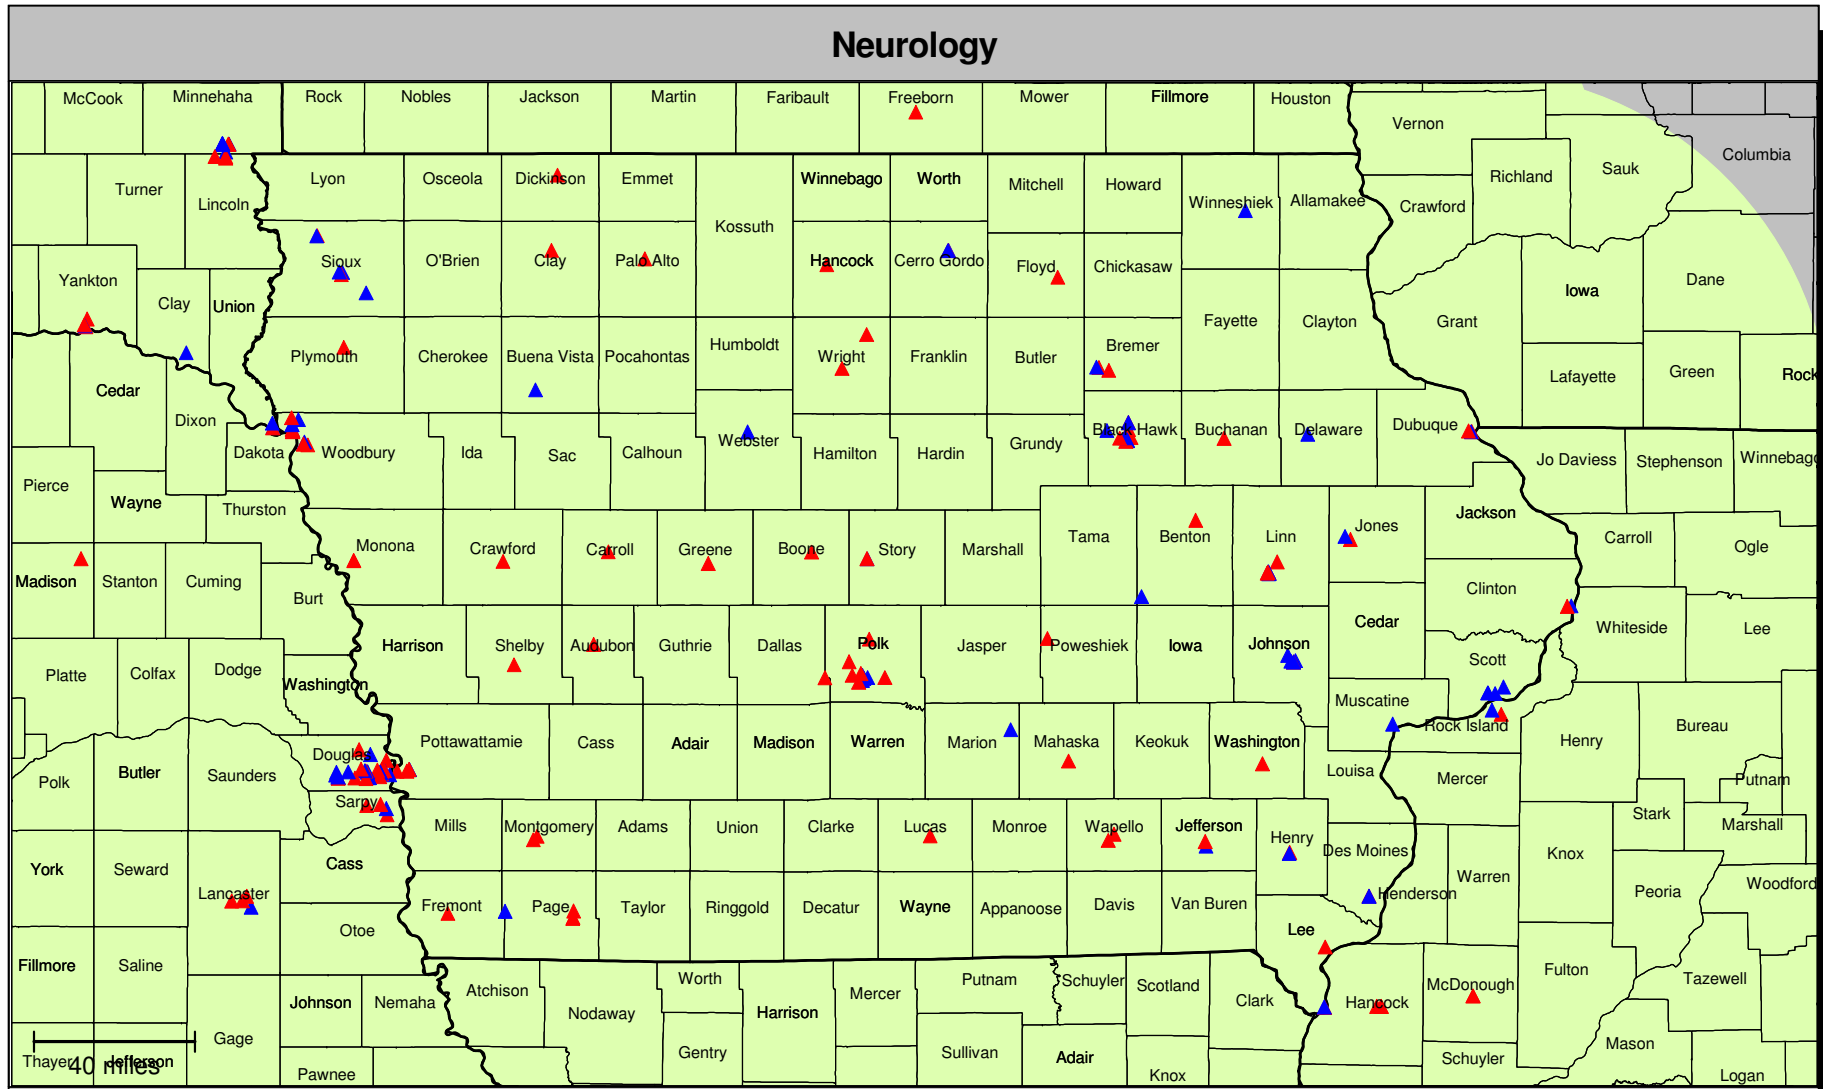 Neurology
McCook Minnehaha Rock Nobles Jackson Martin Faribault Freeborn Mower Fillmore Houston
Vernon
Columbia
Turner Lincoln Lyon Osceola Dickinson Emmet Winnebago Worth Mitchell Howard Winneshiek Allamakee Crawford Richland Sauk
Kossuth
Yankton Clay Union Sioux O'Brien Clay Palo Alto Hancock Cerro Gordo Floyd Chickasaw Iowa Dane
Fayette Clayton Grant
Plymouth Cherokee Buena Vista Pocahontas Humboldt Wright Franklin Butler Bremer
Cedar Lafayette Green Rock
Dixon Dakota Woodbury Ida Sac Calhoun Webster Hamilton Hardin Grundy Black Hawk Buchanan Delaware Dubuque
Jo Daviess Stephenson Winnebago
Pierce Wayne Thurston
Monona Crawford Carroll Greene Boone Story Marshall Tama Benton Linn Jones Jackson Carroll Ogle
Madison Stanton Cuming Burt
Clinton
Harrison Shelby Audubon Guthrie Dallas Polk Jasper Poweshiek Iowa Johnson Cedar Whiteside Lee
Scott
Platte Colfax Dodge Washington
Muscatine Rock Island
Pottawattamie Cass Adair Madison Warren Marion Mahaska Keokuk Washington Henry Bureau
Douglas
Polk Butler Saunders Louisa Mercer Putnam
Sarpy
Mills Montgomery Adams Union Clarke Lucas Monroe Wapello Jefferson Henry Des Moines Stark Marshall
York Seward Cass Knox
Lancaster Warren Peoria Woodford
Henderson
Otoe Fremont Page Taylor Ringgold Decatur Wayne Appanoose Davis Van Buren
Lee
Fillmore Saline
Fulton Tazewell
Johnson Nemaha Atchison Worth Mercer Putnam Schuyler Scotland Clark Hancock McDonough
Nodaway Harrison
Gage
Gentry Sullivan Adair Mason
Schuyler
Thayer Jefferson
40 miles
Pawnee Knox Logan